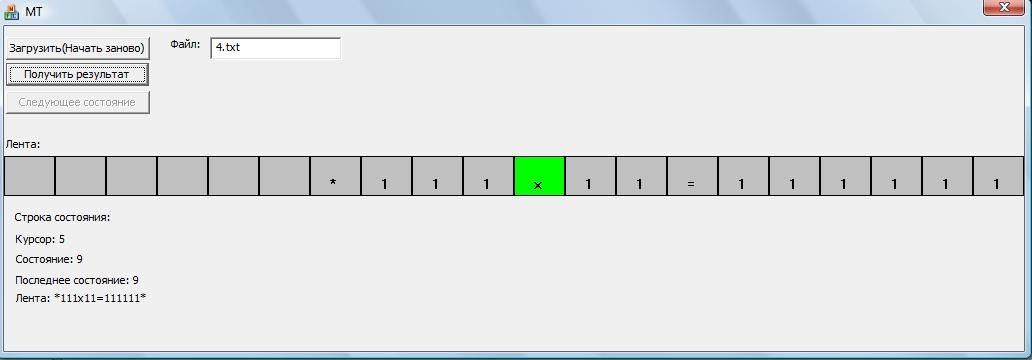 МТ
Загрузить(Начать заново)
Файл: 4.txt
Получить результат
Следующее состояние
Лента:
* 1 1 1 x 1 1 = 1 1 1 1 1 1
Строка состояния:
Курсор: 5
Состояние: 9
Последнее состояние: 9
Лента: *111x11=111111*